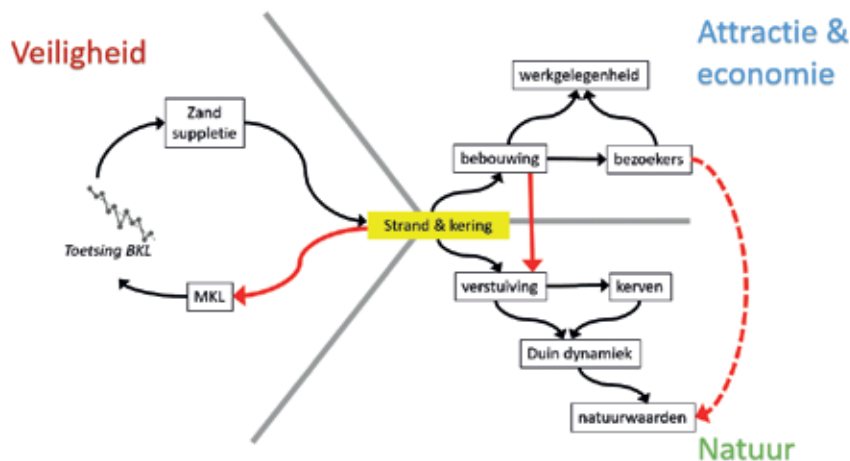 Veiligheid
Attractie &
economie
werkgelegenheid
Zand
suppletie
bebouwing
bezoekers
Strand & kering
Toetsing BKL
MKL
verstuiving
kerven
Duin dynamiek
natuurwaarden
Natuur